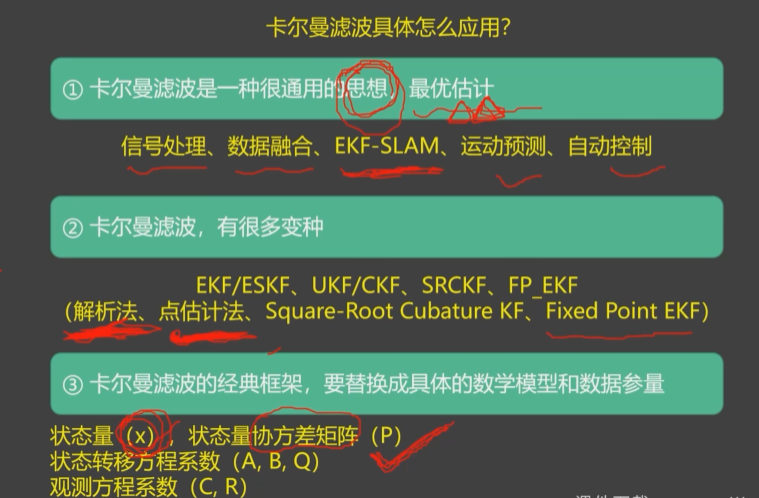 卡尔曼滤波具体怎么应用？
① 卡尔曼滤波是一种很通用的思想，最优估计
信号处理、数据融合、EKF-SLAM、运动预测、自动控制
② 卡尔曼滤波，有很多变种
EKF/ESKF、UKF/CKF、SRCKF、FP_EKF
（解析法、点估计法、Square-Root Cubature KF、Fixed Point EKF）
③ 卡尔曼滤波的经典框架，要替换成具体的数学模型和数据参量
状态量（x），状态量协方差矩阵（P）
状态转移方程系数（A, B, Q）
观测方程系数（C, R）